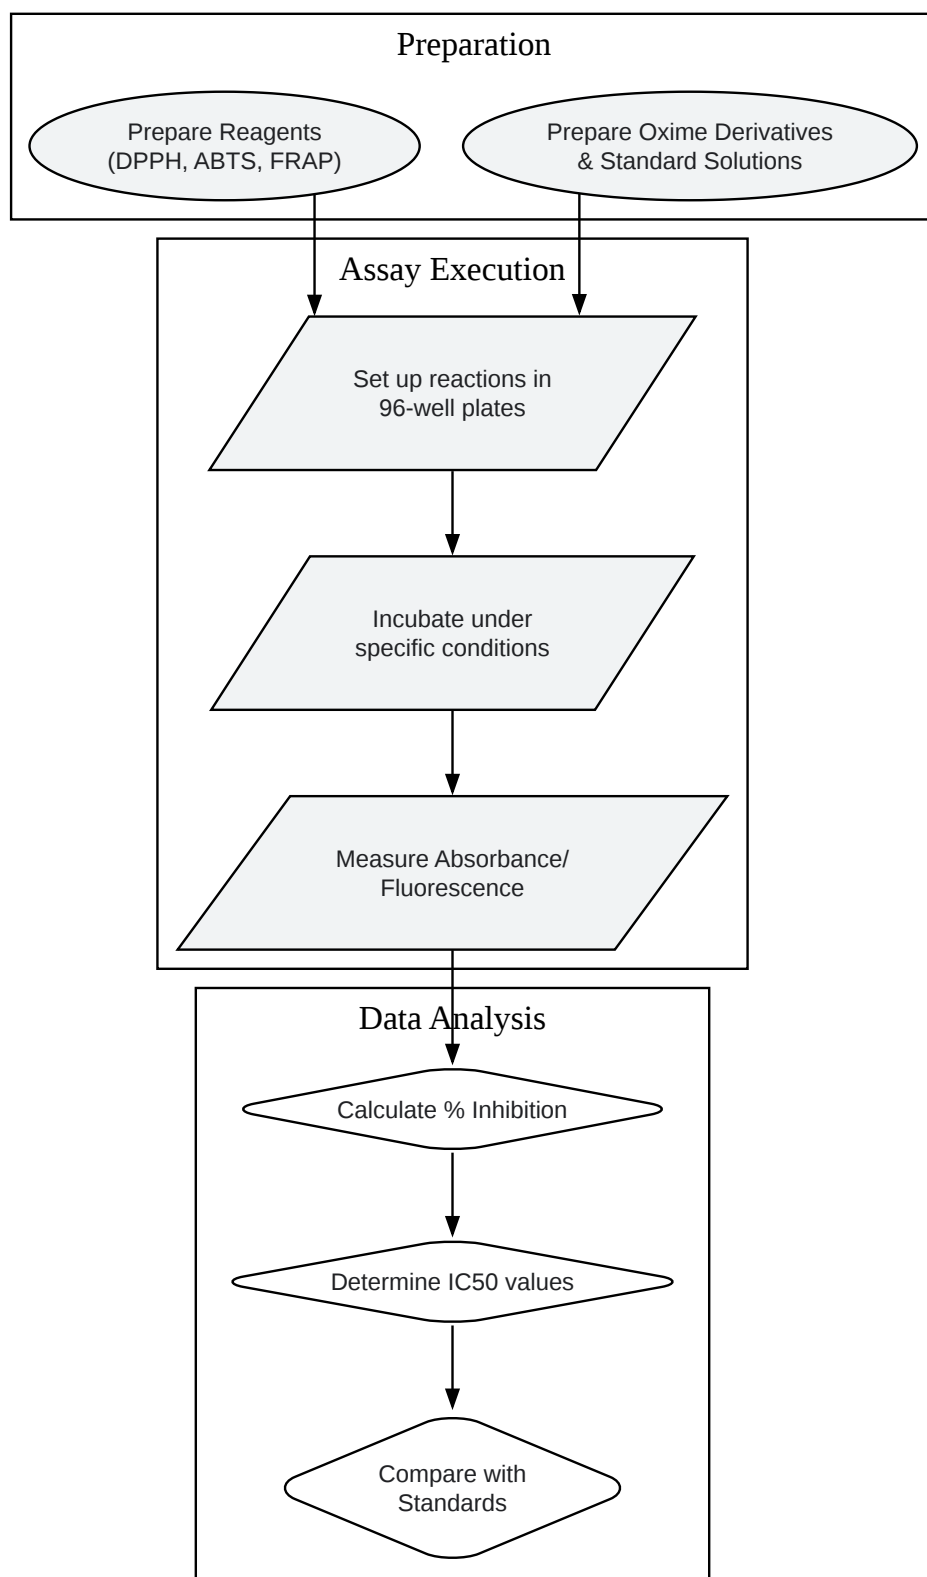 Preparation
Prepare Reagents
(DPPH, ABTS, FRAP)
Prepare Oxime Derivatives
& Standard Solutions
Assay Execution
Set up reactions in
96-well plates
Incubate under
specific conditions
Measure Absorbance/
Fluorescence
Data Analysis
Calculate % Inhibition
Determine IC50 values
Compare with
Standards